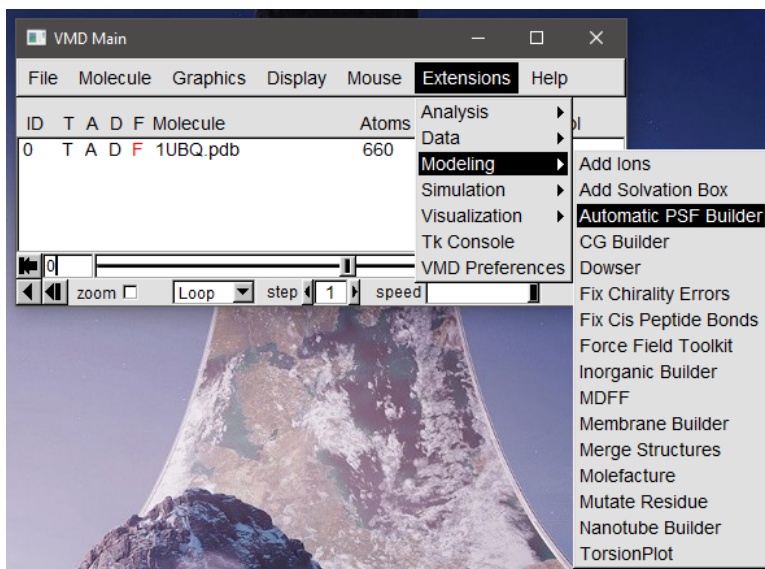 VMD Main
File Molecule Graphics Display Mouse Extensions Help
ID T A D F Molecule Atoms ol
0 T A D F 1UBQ.pdb 660
0
zoom Loop step 1 speed
Analysis
Data
Modeling
Simulation
Visualization
Tk Console
VMD Preferences
Add Ions
Add Solvation Box
Automatic PSF Builder
CG Builder
Dowser
Fix Chirality Errors
Fix Cis Peptide Bonds
Force Field Toolkit
Inorganic Builder
MDFF
Membrane Builder
Merge Structures
Molefacture
Mutate Residue
Nanotube Builder
TorsionPlot